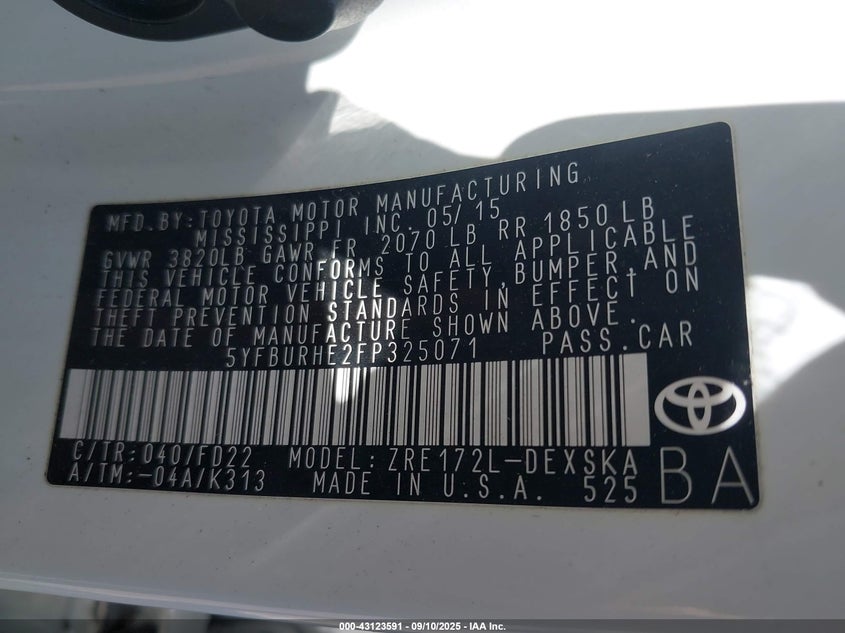 MFD.BY:TOYOTA MOTOR MANUFACTURING
MISSISSIPPI INC. 05/15
GVWR 3820LB GAWR FR 2070 LB RR 1850 LB
THIS VEHICLE CONFORMS TO ALL APPLICABLE
FEDERAL MOTOR VEHICLE SAFETY,BUMPER,AND
THEFT PREVENTION STANDARDS IN EFFECT ON
THE DATE OF MANUFACTURE SHOWN ABOVE.
5YFBURHE2FP325071 PASS.CAR
C/TR:040/FD22 MODEL:ZRE172L-DEXSKA
A/TM:-04A/K313 MADE IN U.S.A. 525
BA
000-43123591 - 09/10/2025 - IAA Inc.